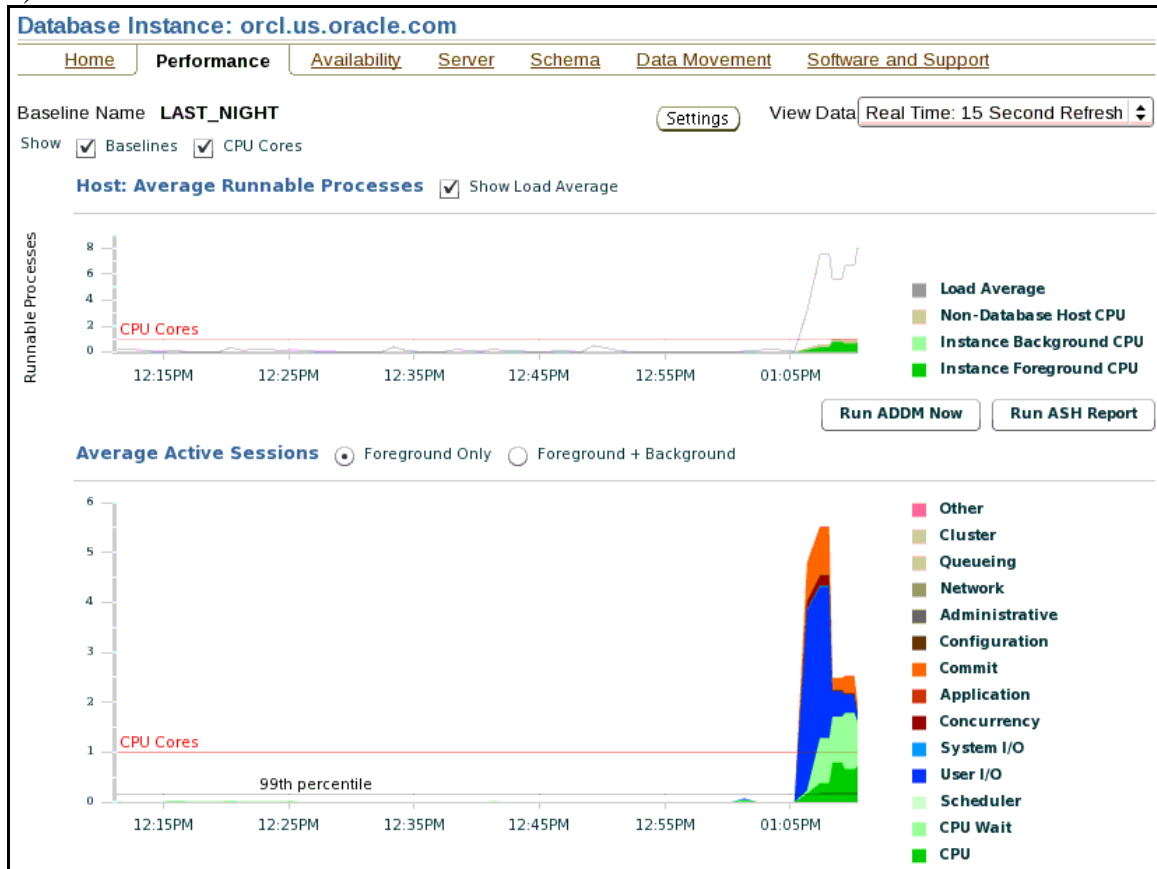 Database Instance: orcl.us.oracle.com
Home Performance Availability Server Schema Data Movement Software and Support
Baseline Name LAST_NIGHT Settings View Data Real Time: 15 Second Refresh
Show Baselines CPU Cores
Host: Average Runnable Processes Show Load Average
Runnable Processes
8
6
4
2
0
CPU Cores
12:15PM 12:25PM 12:35PM 12:45PM 12:55PM 01:05PM
Load Average
Non-Database Host CPU
Instance Background CPU
Instance Foreground CPU
Run ADDM Now Run ASH Report
Average Active Sessions Foreground Only Foreground + Background
6
5
4
3
2
1
0
CPU Cores
99th percentile
12:15PM 12:25PM 12:35PM 12:45PM 12:55PM 01:05PM
Other
Cluster
Queueing
Network
Administrative
Configuration
Commit
Application
Concurrency
System I/O
User I/O
Scheduler
CPU Wait
CPU